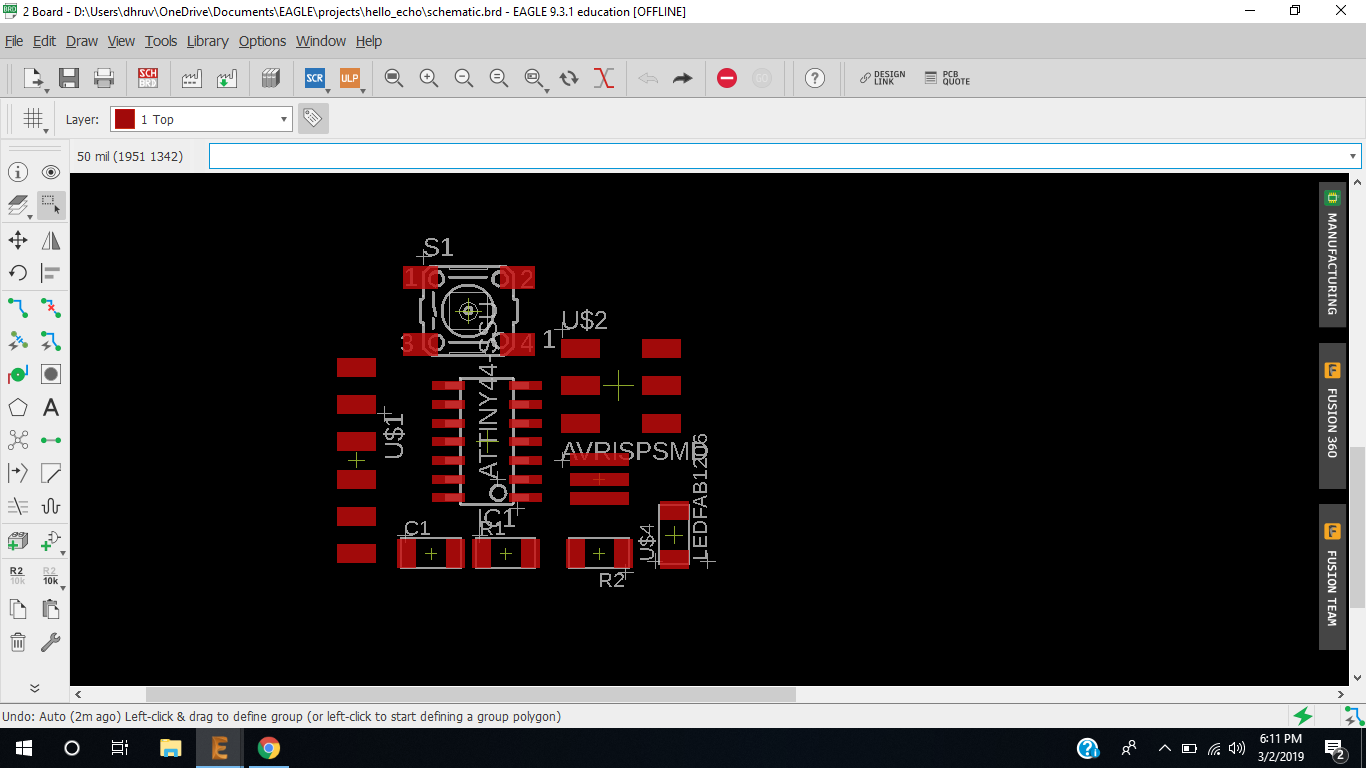 2 Board - D:\Users\dhruv\OneDrive\Documents\EAGLE\projects\hello_echo\schematic.brd - EAGLE 9.3.1 education [OFFLINE]
File Edit Draw View Tools Library Options Window Help
SCH BRD SCR ULP GO DESIGN LINK PCB QUOTE
Layer: 1 Top
50 mil (1951 1342)
S1
1 2
3 4
U$2
1
U$1
ATTINY44-SSU
AVRISPSMD
IC1
C1
R1
R2
U$4
LEDFAB1206
MANUFACTURING
FUSION 360
FUSION TEAM
R2 10k R2 10k
Undo: Auto (2m ago) Left-click & drag to define group (or left-click to start defining a group polygon)
6:11 PM
3/2/2019
2